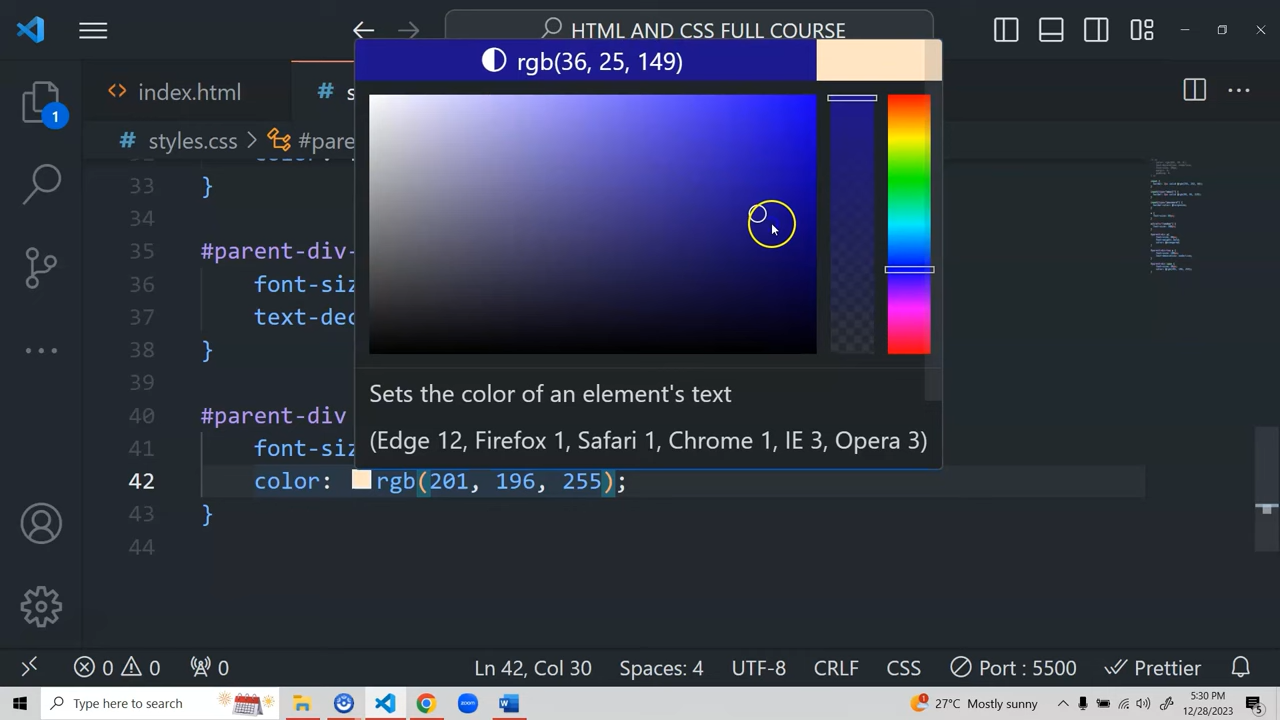 HTML AND CSS FULL COURSE
rgb(36, 25, 149)
<> index.html
# s
# styles.css > #pare
1
33 }
34
35 #parent-div-
36 font-siz
37 text-dec
38 }
39
40 #parent-div
41 font-siz
42 color: rgb(201, 196, 255);
43 }
44
Sets the color of an element's text
(Edge 12, Firefox 1, Safari 1, Chrome 1, IE 3, Opera 3)
0 0 0 Ln 42, Col 30 Spaces: 4 UTF-8 CRLF CSS Port : 5500 Prettier
Type here to search
zoom
1
27°C Mostly sunny
5:30 PM
12/28/2023
5